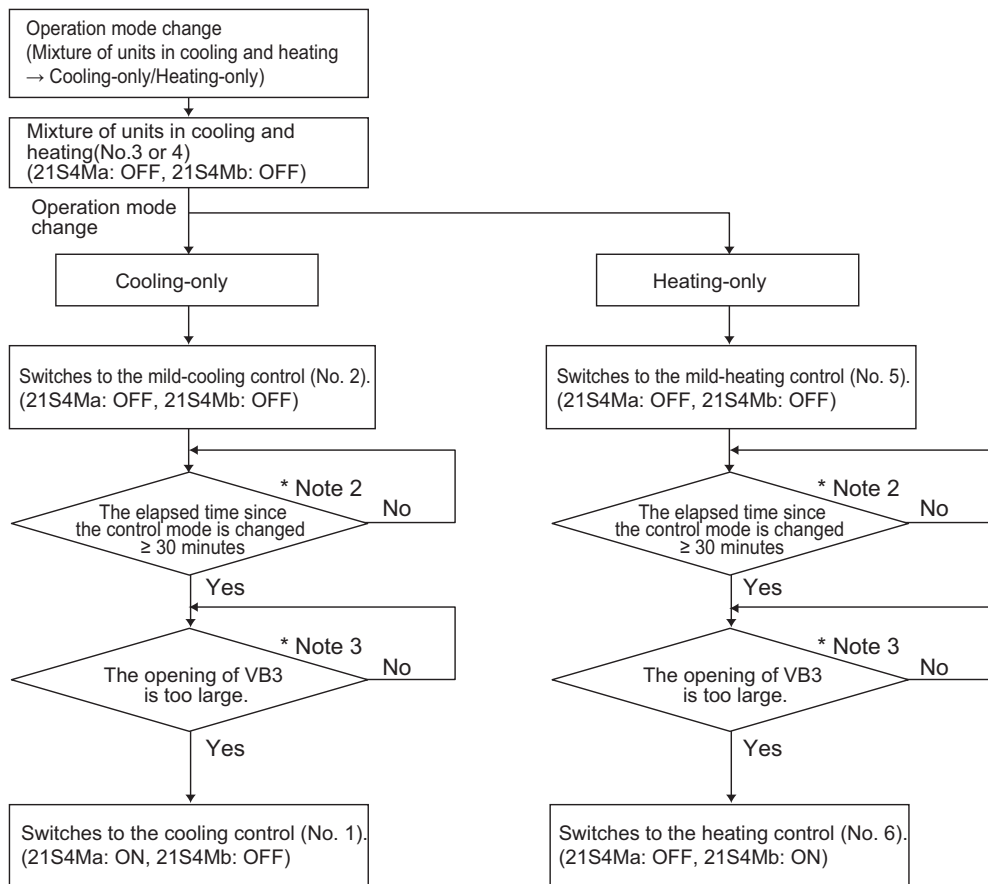 Operation mode change
(Mixture of units in cooling and heating
→ Cooling-only/Heating-only)
Mixture of units in cooling and
heating(No.3 or 4)
(21S4Ma: OFF, 21S4Mb: OFF)
Operation mode
change
Cooling-only
Heating-only
Switches to the mild-cooling control (No. 2).
(21S4Ma: OFF, 21S4Mb: OFF)
Switches to the mild-heating control (No. 5).
(21S4Ma: OFF, 21S4Mb: OFF)
* Note 2
The elapsed time since
the control mode is changed
≥ 30 minutes
No
Yes
* Note 2
The elapsed time since
the control mode is changed
≥ 30 minutes
No
Yes
* Note 3
The opening of VB3
is too large.
No
Yes
* Note 3
The opening of VB3
is too large.
No
Yes
Switches to the cooling control (No. 1).
(21S4Ma: ON, 21S4Mb: OFF)
Switches to the heating control (No. 6).
(21S4Ma: OFF, 21S4Mb: ON)